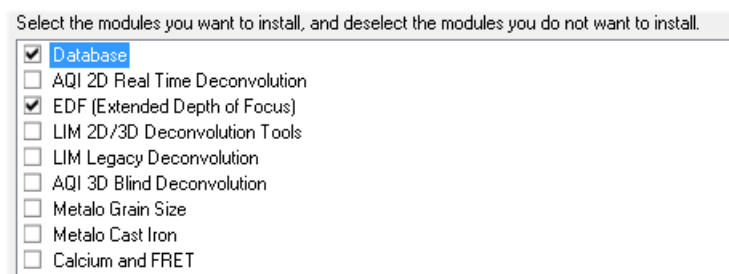 Select the modules you want to install, and deselect the modules you do not want to install.
Database
AQI 2D Real Time Deconvolution
EDF (Extended Depth of Focus)
LIM 2D/3D Deconvolution Tools
LIM Legacy Deconvolution
AQI 3D Blind Deconvolution
Metalo Grain Size
Metalo Cast Iron
Calcium and FRET